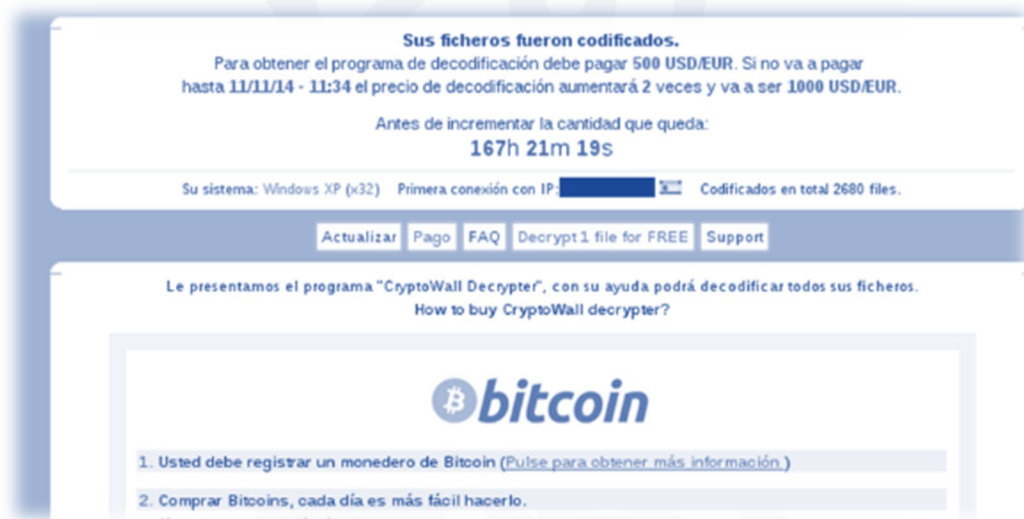 Sus ficheros fueron codificados.
Para obtener el programa de decodificación debe pagar 500 USD/EUR. Si no va a pagar
hasta 11/11/14 - 11:34 el precio de decodificación aumentará 2 veces y va a ser 1000 USD/EUR.
Antes de incrementar la cantidad que queda:
167h 21m 19s
Su sistema: Windows XP (x32) Primera conexión con IP: Codificados en total 2680 files.
Actualizar Pago FAQ Decrypt 1 file for FREE Support
Le presentamos el programa "CryptoWall Decrypter", con su ayuda podrá decodificar todos sus ficheros.
How to buy CryptoWall decrypter?
bitcoin
1. Usted debe registrar un monedero de Bitcoin (Pulse para obtener más información )
2. Comprar Bitcoins, cada día es más fácil hacerlo.